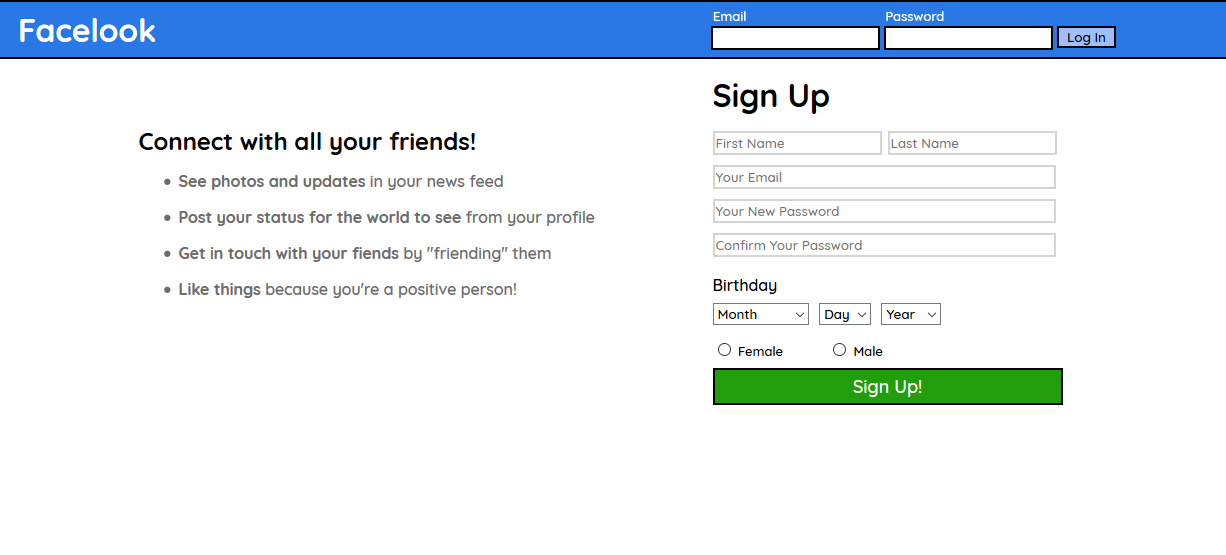 Facelook
Email Password
Log In
Sign Up
Connect with all your friends!
First Name Last Name
See photos and updates in your news feed
Your Email
Post your status for the world to see from your profile
Your New Password
Get in touch with your fiends by "friending" them
Confirm Your Password
Like things because you're a positive person!
Birthday
Month Day Year
Female Male
Sign Up!